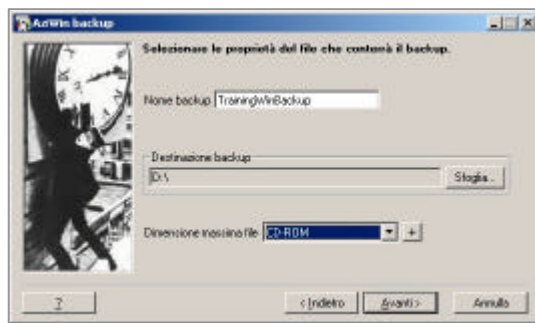 AziWin backup
Selezionare le proprietà del file che conterrà il backup.
Nome backup TrainingWinBackup
Destinazione backup
D:\
Sfoglia...
Dimensione massima file CD-ROM +
?
< Indietro
Avanti >
Annulla